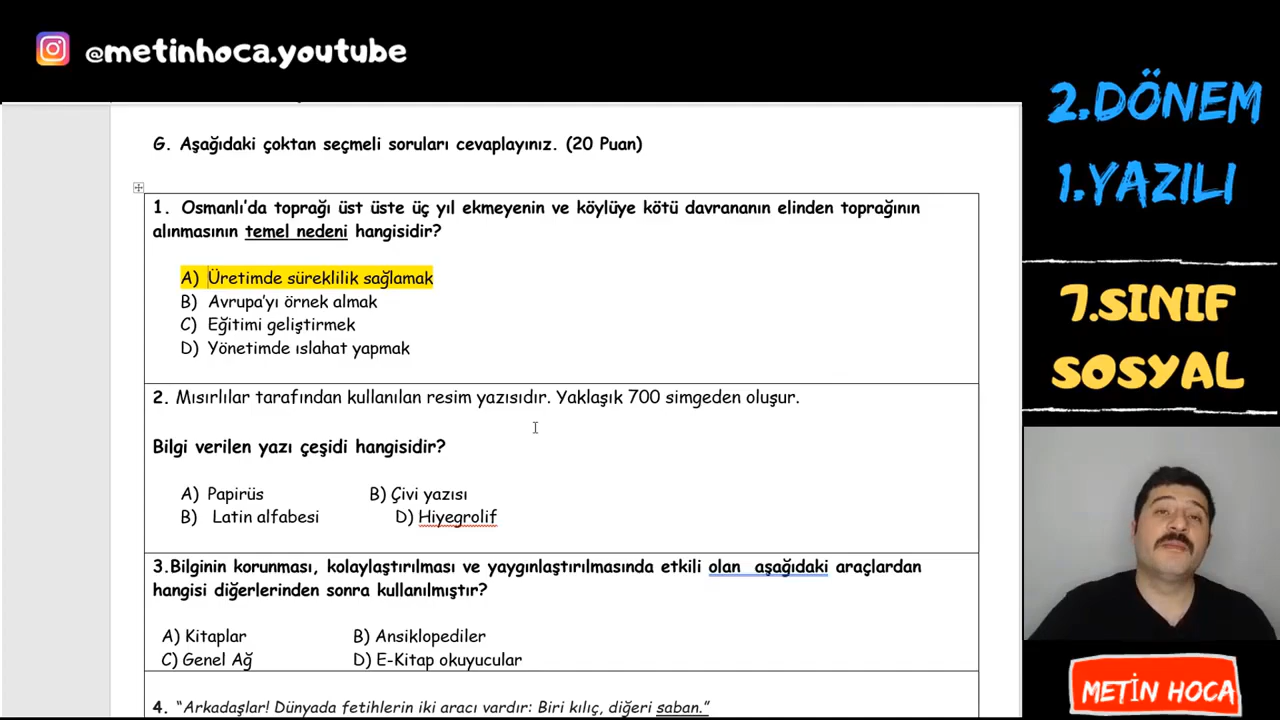 @metinhoca.youtube
2.DÖNEM
1.YAZILI
7.SINIF
SOSYAL
G. Aşağıdaki çoktan seçmeli soruları cevaplayınız. (20 Puan)
1. Osmanlı'da toprağı üst üste üç yıl ekmeyenin ve köylüye kötü davrananın elinden toprağının
alınmasının temel nedeni hangisidir?
A) Üretimde süreklilik sağlamak
B) Avrupa'yı örnek almak
C) Eğitimi geliştirmek
D) Yönetimde ıslahat yapmak
2. Mısırlılar tarafından kullanılan resim yazısıdır. Yaklaşık 700 simgeden oluşur.
Bilgi verilen yazı çeşidi hangisidir?
A) Papirüs B) Çivi yazısı
B) Latin alfabesi D) Hiyegrolif
3.Bilginin korunması, kolaylaştırılması ve yaygınlaştırılmasında etkili olan aşağıdaki araçlardan
hangisi diğerlerinden sonra kullanılmıştır?
A) Kitaplar B) Ansiklopediler
C) Genel Ağ D) E-Kitap okuyucular
4. "Arkadaşlar! Dünyada fetihlerin iki aracı vardır: Biri kılıç, diğeri saban."
METİN HOCA